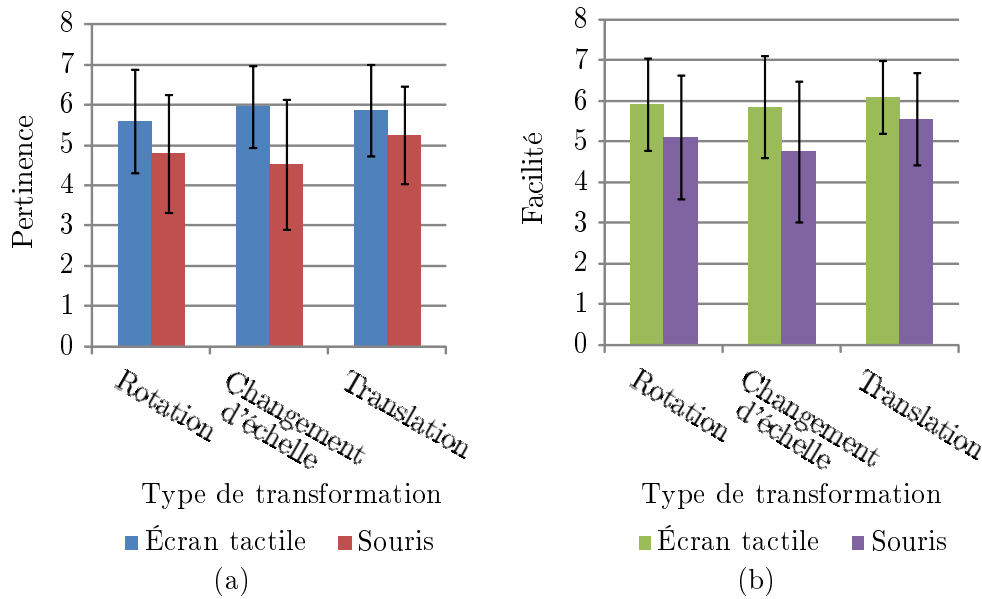 8
7
6
5
4
3
2
1
0
Pertinence
Rotation
Changement
d'échelle
Translation
Type de transformation
Écran tactile
Souris
(a)
8
7
6
5
4
3
2
1
0
Facilité
Rotation
Changement
d'échelle
Translation
Type de transformation
Écran tactile
Souris
(b)